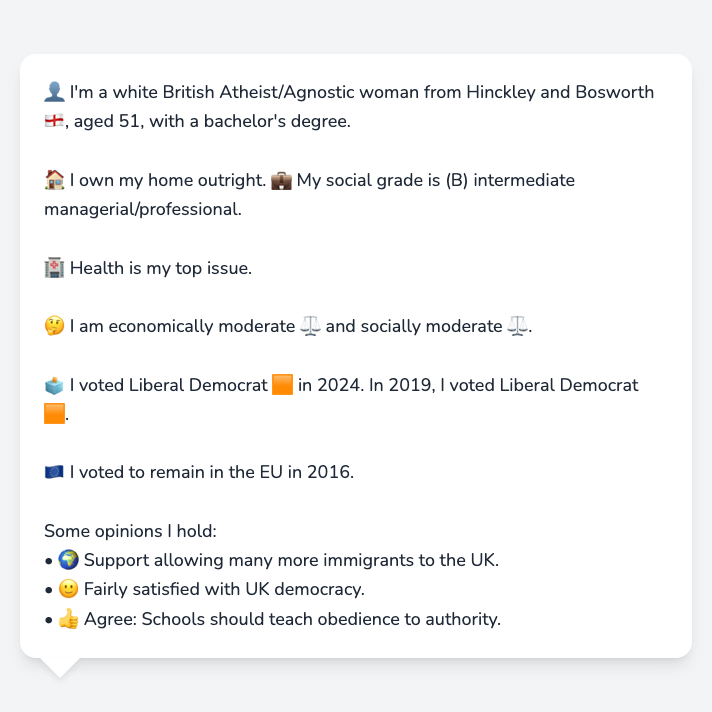 👤 I'm a white British Atheist/Agnostic woman from Hinckley and Bosworth
🏴󠁧󠁢󠁥󠁮󠁧󠁿, aged 51, with a bachelor's degree.
🏠 I own my home outright. 💼 My social grade is (B) intermediate
managerial/professional.
🏥 Health is my top issue.
🤔 I am economically moderate ⚖️ and socially moderate ⚖️.
🗳️ I voted Liberal Democrat 🟧 in 2024. In 2019, I voted Liberal Democrat
🟧.
🇪🇺 I voted to remain in the EU in 2016.
Some opinions I hold:
• 🌍 Support allowing many more immigrants to the UK.
• 🙂 Fairly satisfied with UK democracy.
• 👍 Agree: Schools should teach obedience to authority.